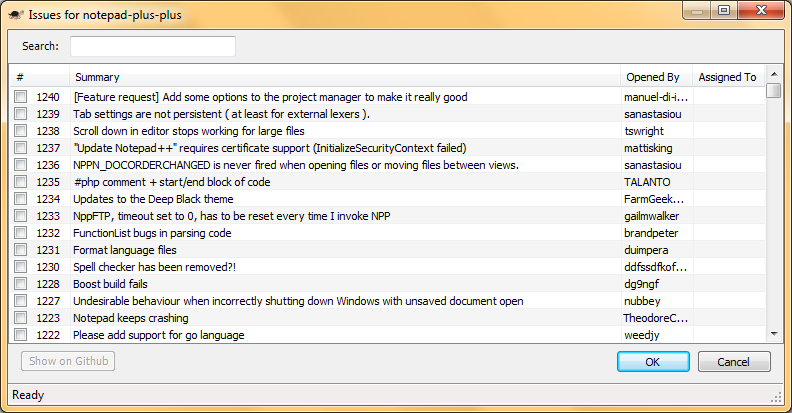 Issues for notepad-plus-plus
Search:
# Summary Opened By Assigned To
1240 [Feature request] Add some options to the project manager to make it really good manuel-di-i...
1239 Tab settings are not persistent ( at least for external lexers ). sanastasiou
1238 Scroll down in editor stops working for large files tswright
1237 "Update Notepad++" requires certificate support (InitializeSecurityContext failed) mattisking
1236 NPPN_DOCORDERCHANGED is never fired when opening files or moving files between views. sanastasiou
1235 #php comment + start/end block of code TALANTO
1234 Updates to the Deep Black theme FarmGeek...
1233 NppFTP, timeout set to 0, has to be reset every time I invoke NPP gailmwalker
1232 FunctionList bugs in parsing code brandpeter
1231 Format language files duimpera
1230 Spell checker has been removed?! ddfssdfkof...
1228 Boost build fails dg9ngf
1227 Undesirable behaviour when incorrectly shutting down Windows with unsaved document open nubbey
1223 Notepad keeps crashing TheodoreC...
1222 Please add support for go language weedjy
Show on Github OK Cancel
Ready